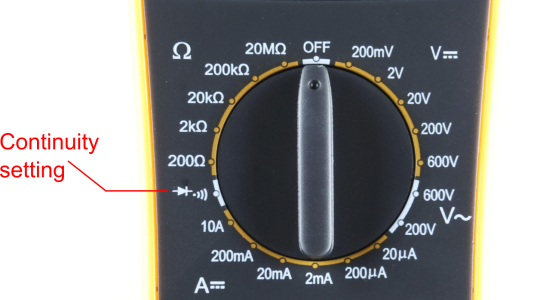 Ω
20MΩ
OFF
200mV
V
200kΩ
2V
20kΩ
20V
2kΩ
200V
200Ω
600V
Continuity
setting
600V
V~
10A
200V
200mA
20µA
20mA
2mA
200µA
A